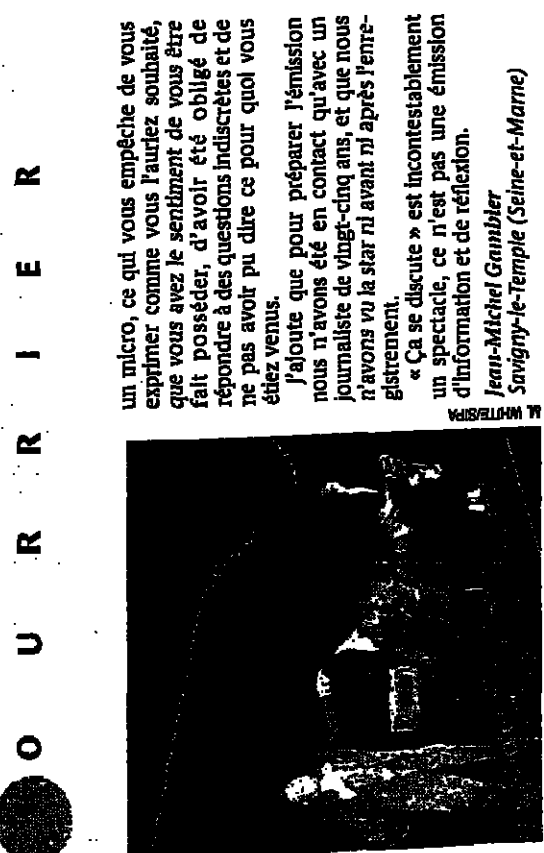 O U R R I E R
un micro, ce qui vous empêche de vous
exprimer comme vous l'auriez souhaité,
que vous avez le sentiment de vous être
fait posséder, d'avoir été obligé de
répondre à des questions indiscrètes et de
ne pas avoir pu dire ce pour quoi vous
étiez venus.
J'ajoute que pour préparer l'émission
nous n'avons été en contact qu'avec un
journaliste de vingt-cinq ans, et que nous
n'avons vu la star ni avant ni après l'enre-
gistrement.
« Ça se discute » est incontestablement
un spectacle, ce n'est pas une émission
d'information et de réflexion.
Jean-Michel Gambier
Savigny-le-Temple (Seine-et-Marne)
M. WHITE/SIPA